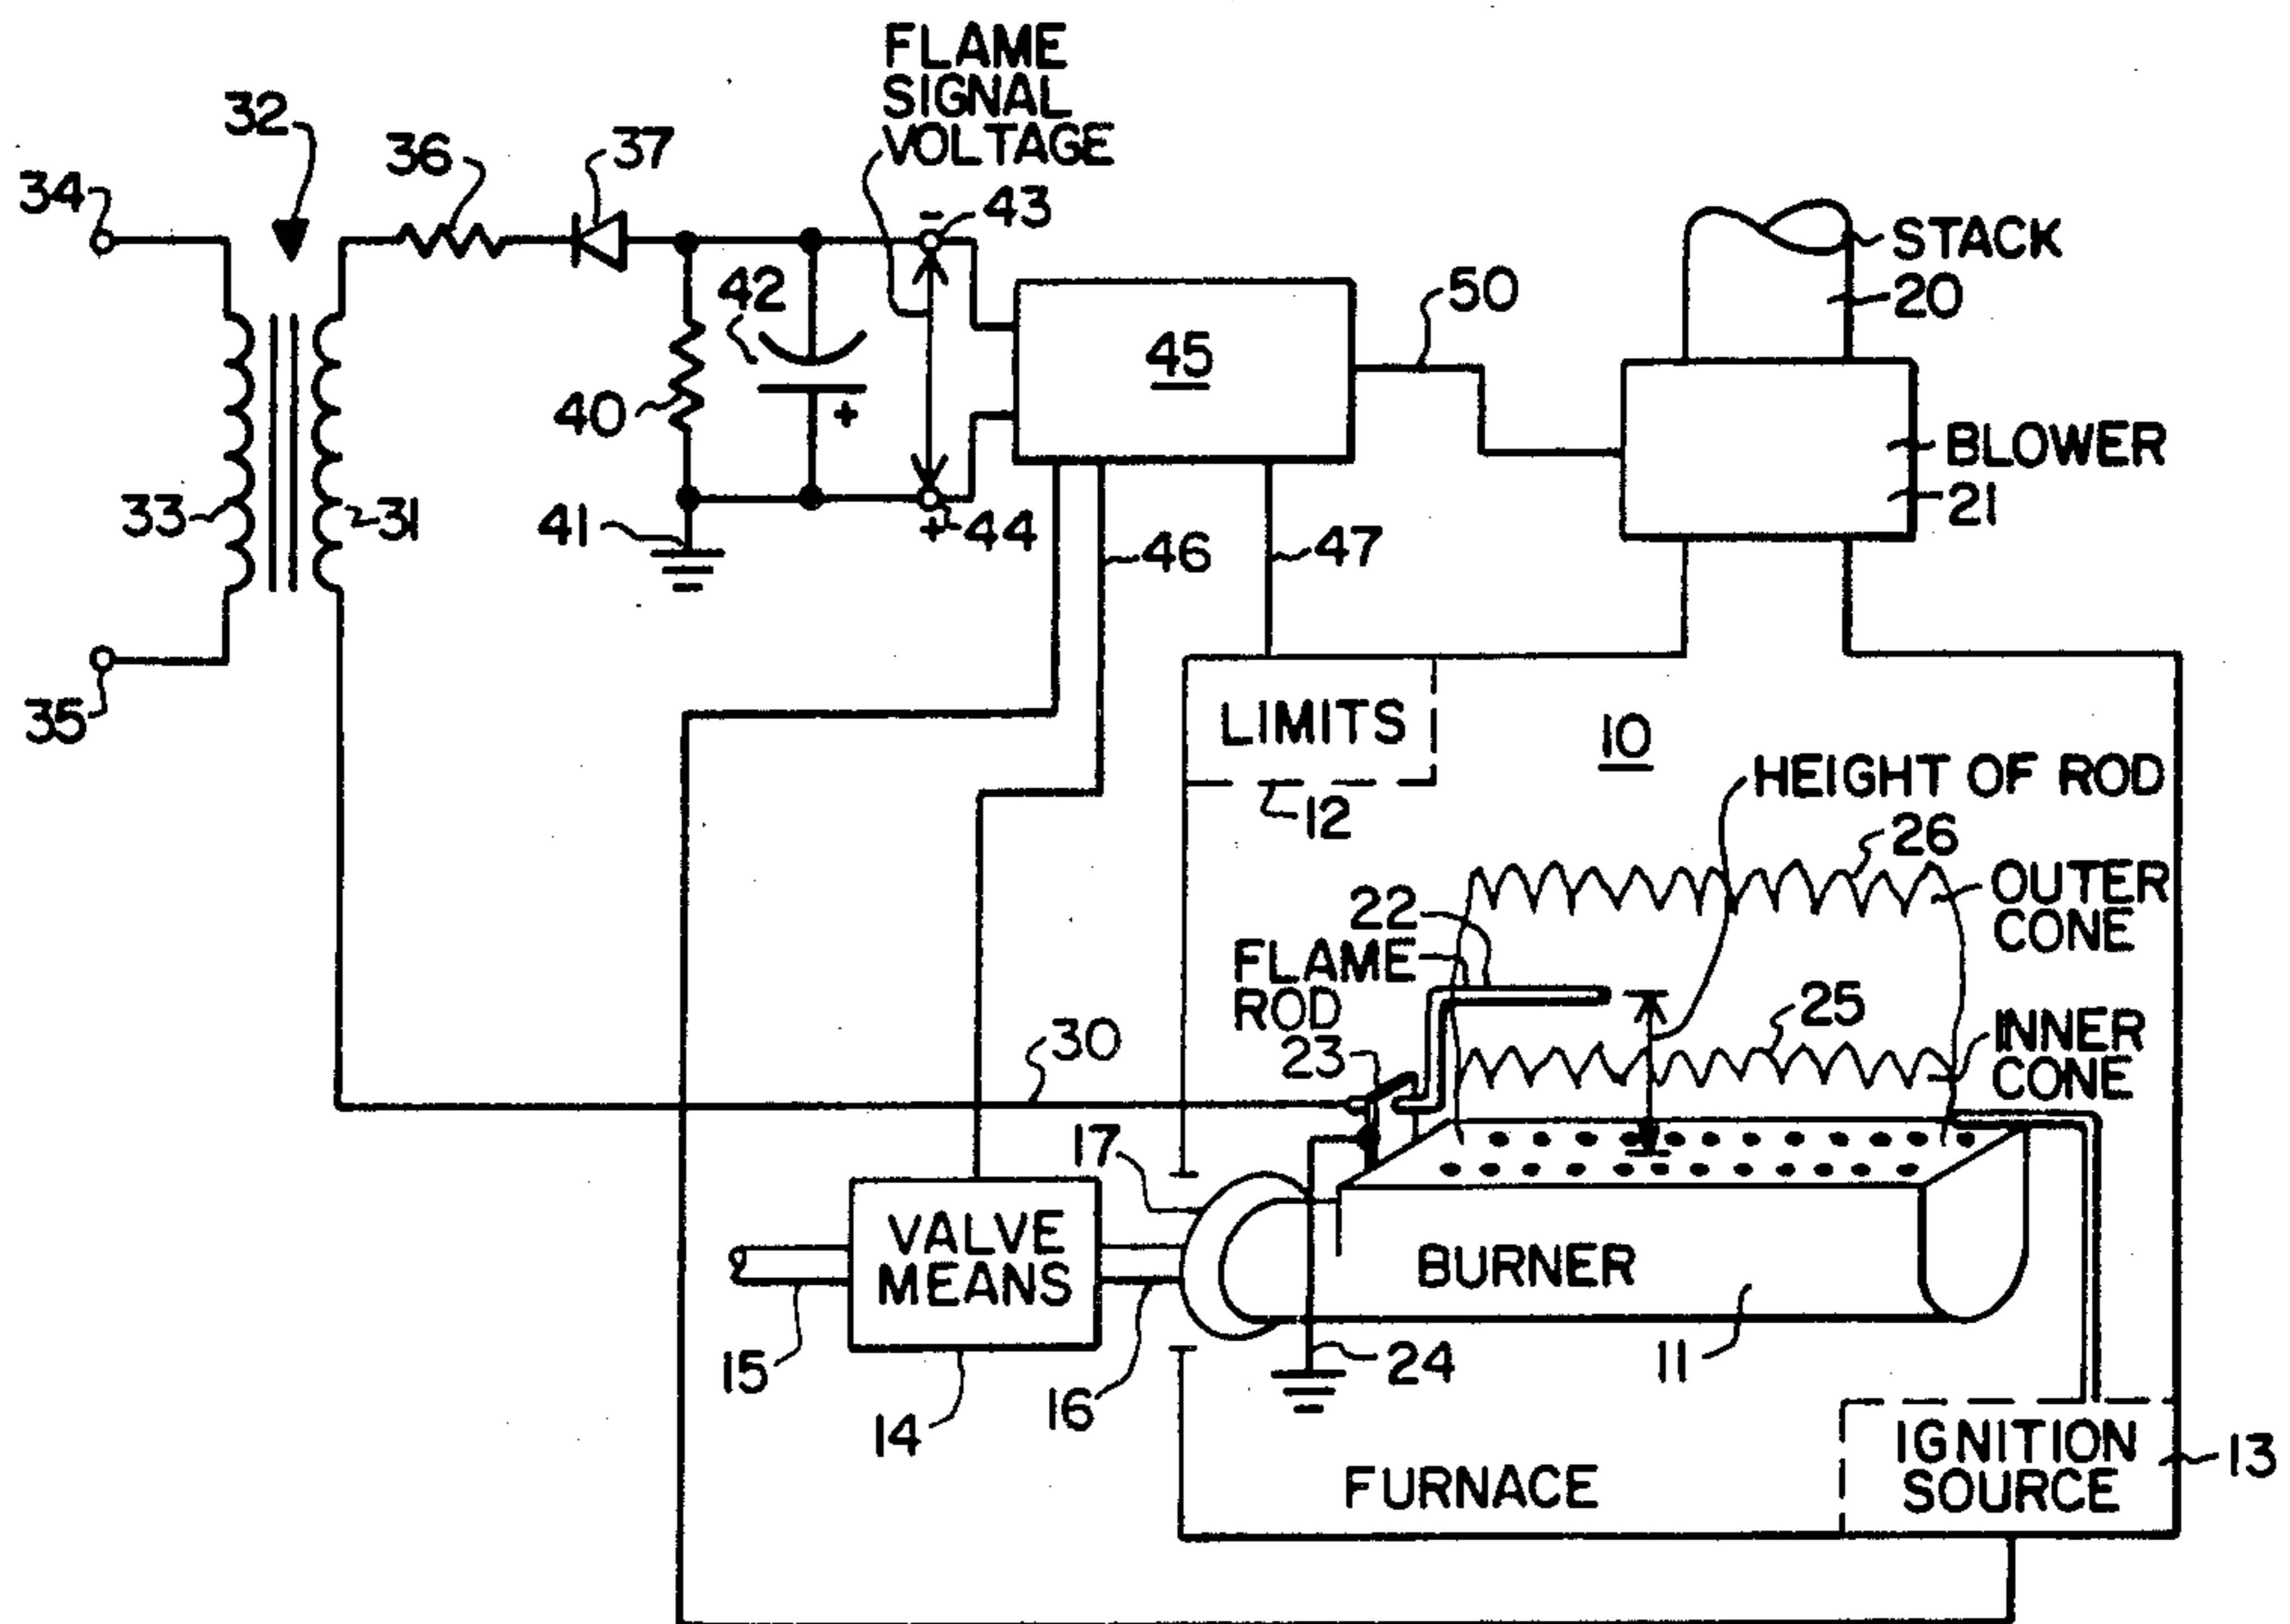 FLAME
SIGNAL
VOLTAGE
32
36
37
34
- 43
STACK
20
42
50
45
40
+
BLOWER
21
33
31
41
+ 44
46
47
35
LIMITS
10
12
HEIGHT OF ROD
26
OUTER
CONE
22
FLAME
ROD
25
INNER
CONE
23
30
17
VALVE
MEANS
BURNER
15
14
16
24
11
IGNITION
SOURCE
13
FURNACE